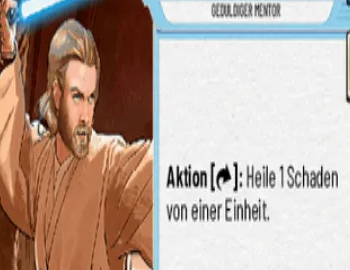 GEDULDIGER MENTOR
Aktion [↷]: Heile 1 Schaden
von einer Einheit.